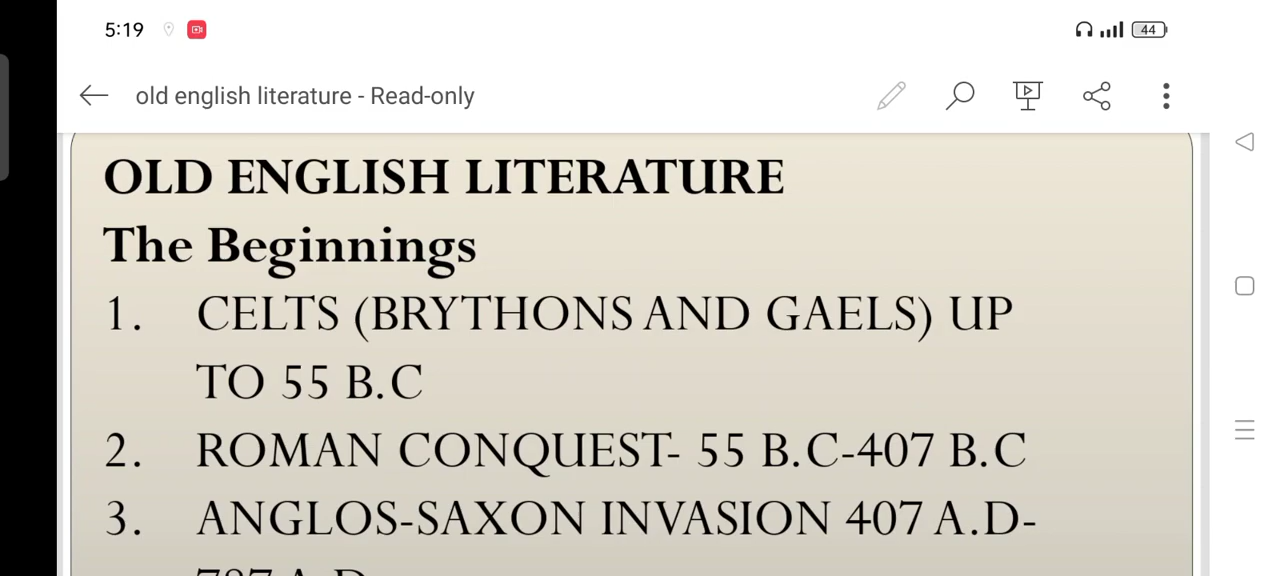 5:19
44
old english literature - Read-only
OLD ENGLISH LITERATURE
The Beginnings
1. CELTS (BRYTHONS AND GAELS) UP
TO 55 B.C
2. ROMAN CONQUEST- 55 B.C-407 B.C
3. ANGLOS-SAXON INVASION 407 A.D-